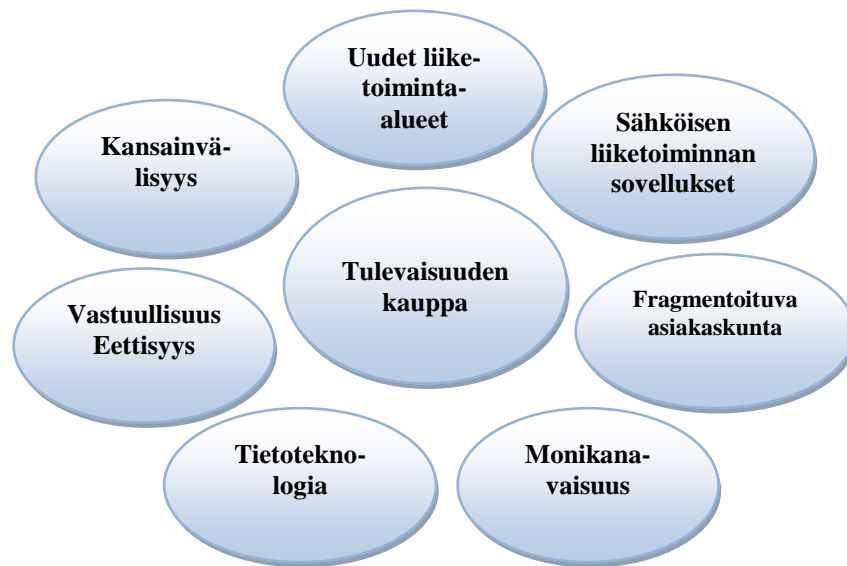 Uudet liike-
toiminta-
alueet
Sähköisen
liiketoiminnan
sovellukset
Kansainvä-
lisyys
Tulevaisuuden
kauppa
Fragmentoituva
asiakaskunta
Vastuullisuus
Eettisyys
Tietotekno-
logia
Monikana-
vaisuus